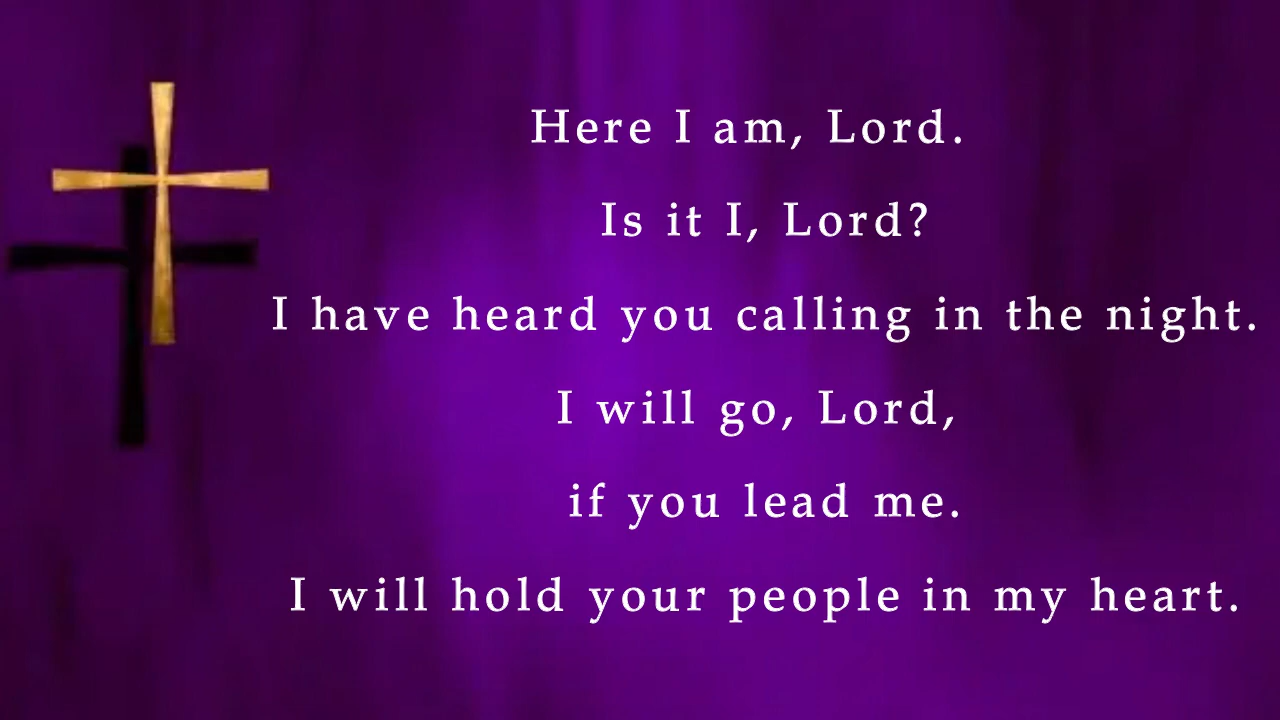 Here I am, Lord.
Is it I, Lord?
I have heard you calling in the night.
I will go, Lord,
if you lead me.
I will hold your people in my heart.